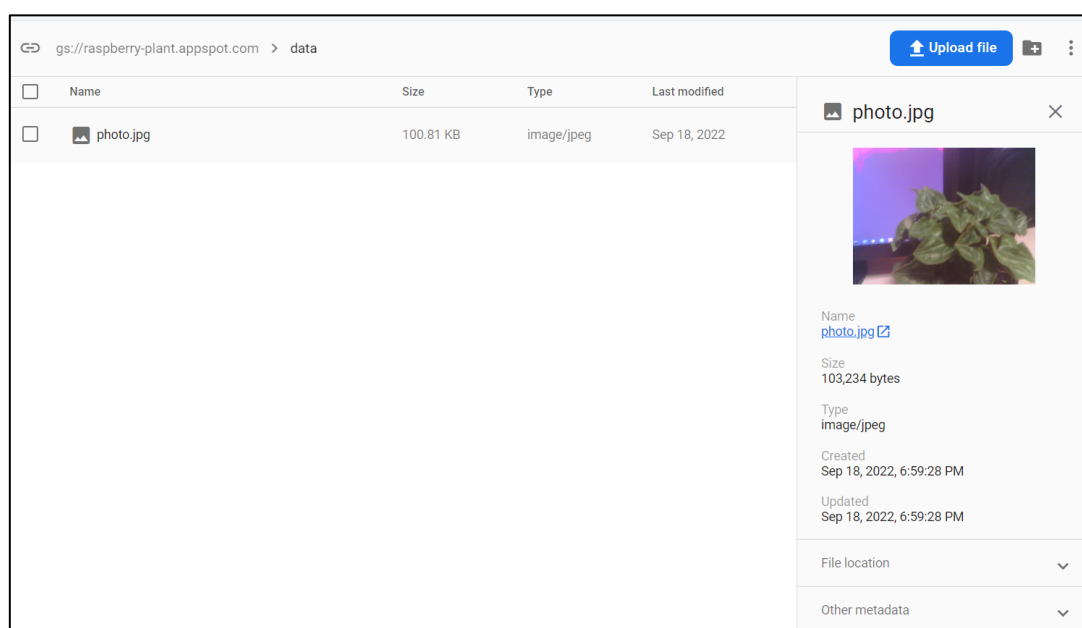 gs://raspberry-plant.appspot.com > data
Upload file
Name Size Type Last modified
photo.jpg 100.81 KB image/jpeg Sep 18, 2022
photo.jpg
Name
photo.jpg
Size
103,234 bytes
Type
image/jpeg
Created
Sep 18, 2022, 6:59:28 PM
Updated
Sep 18, 2022, 6:59:28 PM
File location
Other metadata